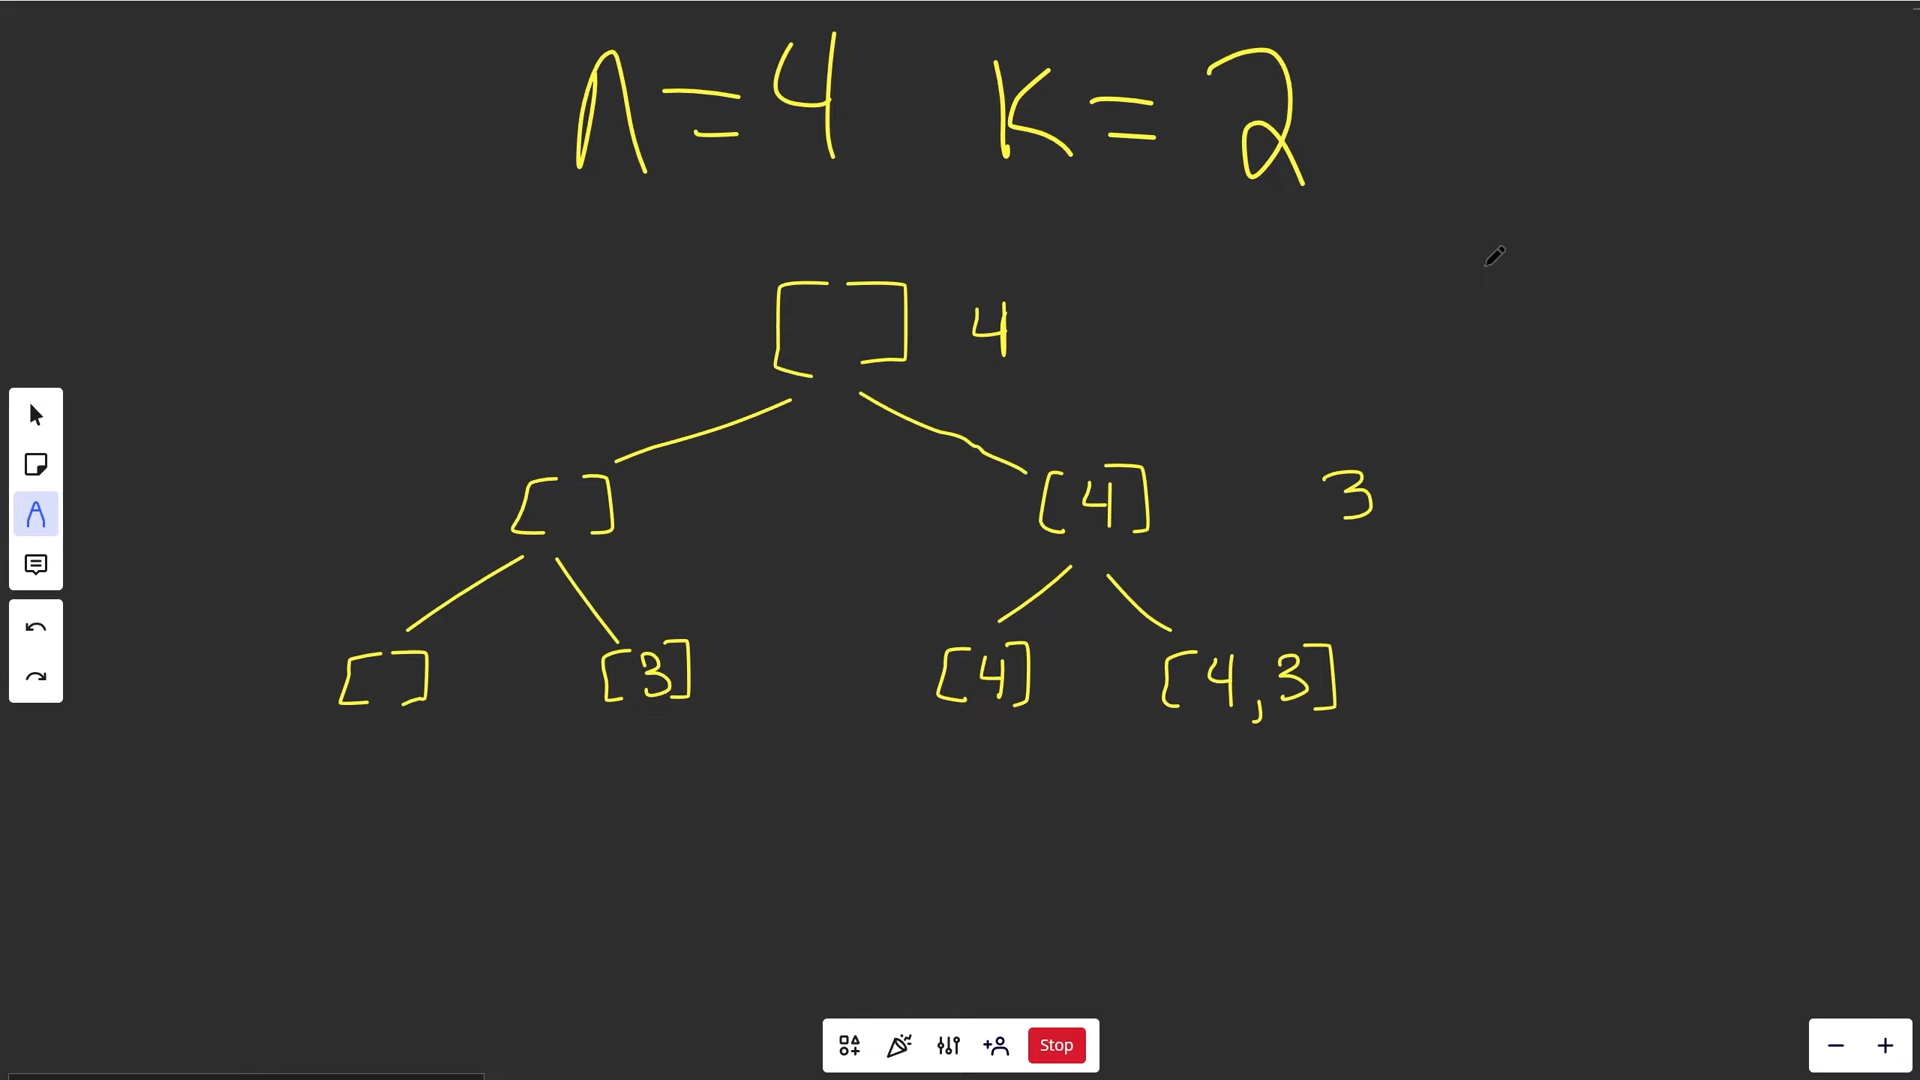 n=4 K=2
[ ] 4
[ ] [4] 3
[ ] [3] [4] [4,3]
Stop